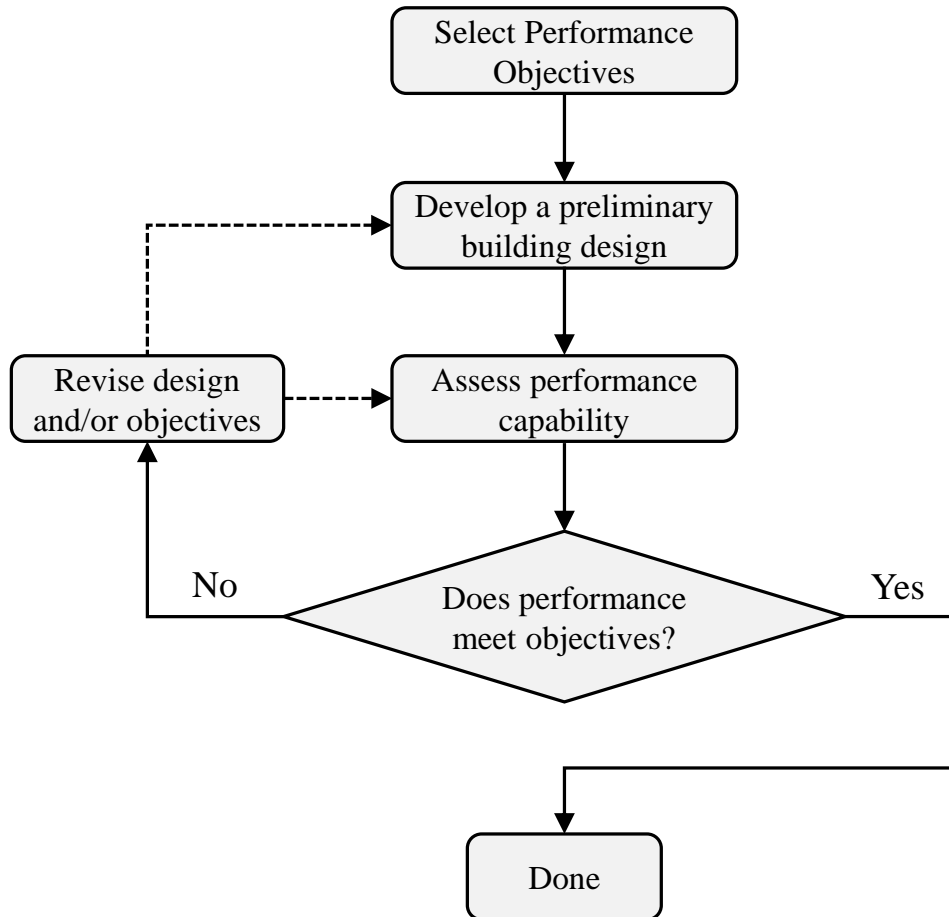 Select Performance
Objectives
Develop a preliminary
building design
Revise design
and/or objectives
Assess performance
capability
No
Does performance
meet objectives?
Yes
Done